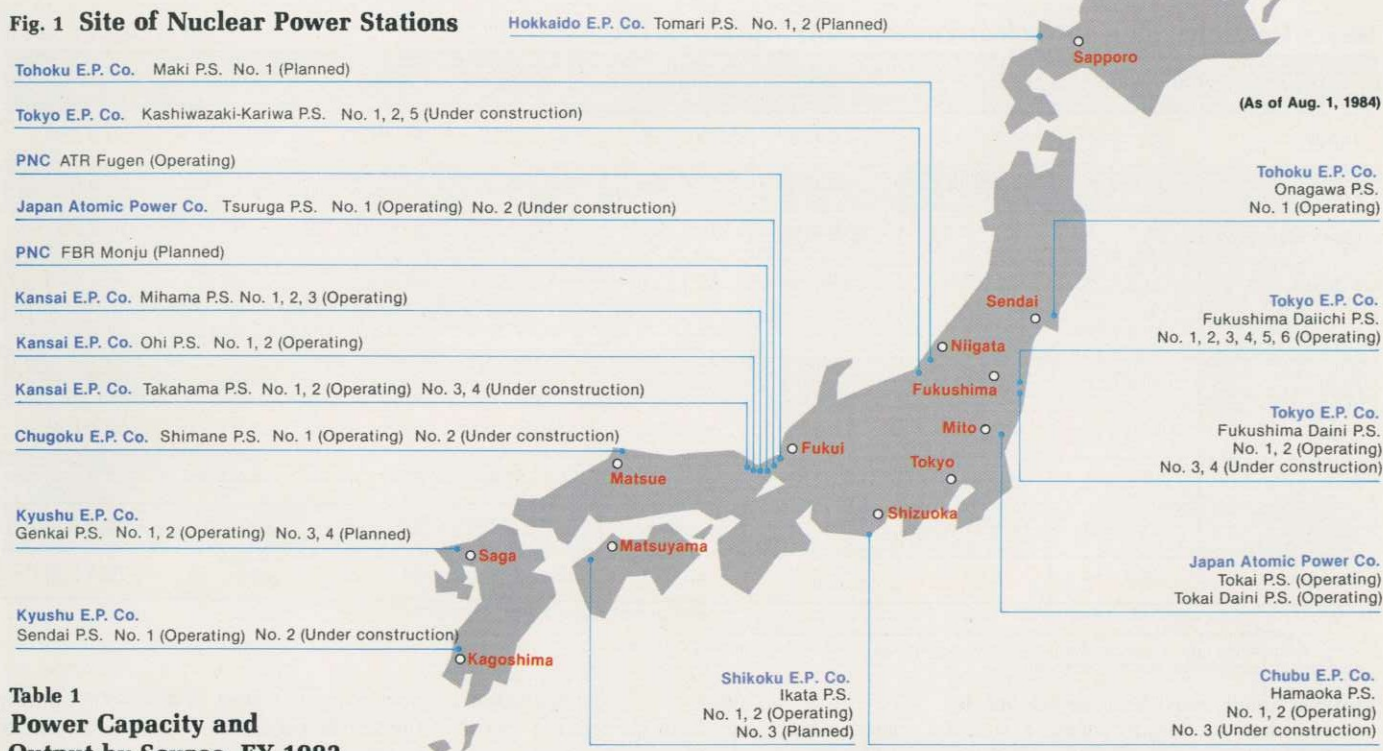 Fig. 1 Site of Nuclear Power Stations
Hokkaido E.P. Co. Tomari P.S. No. 1, 2 (Planned)
Sapporo
(As of Aug. 1, 1984)
Tohoku E.P. Co. Maki P.S. No. 1 (Planned)
Tokyo E.P. Co. Kashiwazaki-Kariwa P.S. No. 1, 2, 5 (Under construction)
PNC ATR Fugen (Operating)
Japan Atomic Power Co. Tsuruga P.S. No. 1 (Operating) No. 2 (Under construction)
PNC FBR Monju (Planned)
Kansai E.P. Co. Mihama P.S. No. 1, 2, 3 (Operating)
Kansai E.P. Co. Ohi P.S. No. 1, 2 (Operating)
Kansai E.P. Co. Takahama P.S. No. 1, 2 (Operating) No. 3, 4 (Under construction)
Chugoku E.P. Co. Shimane P.S. No. 1 (Operating) No. 2 (Under construction)
Kyushu E.P. Co.
Genkai P.S. No. 1, 2 (Operating) No. 3, 4 (Planned)
Kyushu E.P. Co.
Sendai P.S. No. 1 (Operating) No. 2 (Under construction)
Tohoku E.P. Co.
Onagawa P.S.
No. 1 (Operating)
Tokyo E.P. Co.
Fukushima Daiichi P.S.
No. 1, 2, 3, 4, 5, 6 (Operating)
Tokyo E.P. Co.
Fukushima Daini P.S.
No. 1, 2 (Operating)
No. 3, 4 (Under construction)
Japan Atomic Power Co.
Tokai P.S. (Operating)
Tokai Daini P.S. (Operating)
Chubu E.P. Co.
Hamaoka P.S.
No. 1, 2 (Operating)
No. 3 (Under construction)
Shikoku E.P. Co.
Ikata P.S.
No. 1, 2 (Operating)
No. 3 (Planned)
Sendai
Niigata
Fukushima
Mito
Tokyo
Fukui
Shizuoka
Matsue
Matsuyama
Saga
Kagoshima
Table 1
Power Capacity and
Output by Source, FY 1983